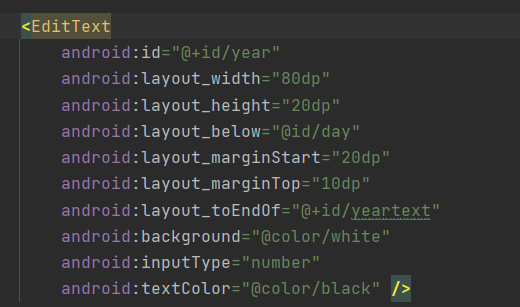 <EditText
android:id="@+id/year"
android:layout_width="80dp"
android:layout_height="20dp"
android:layout_below="@id/day"
android:layout_marginStart="20dp"
android:layout_marginTop="10dp"
android:layout_toEndOf="@+id/yeartext"
android:background="@color/white"
android:inputType="number"
android:textColor="@color/black" />